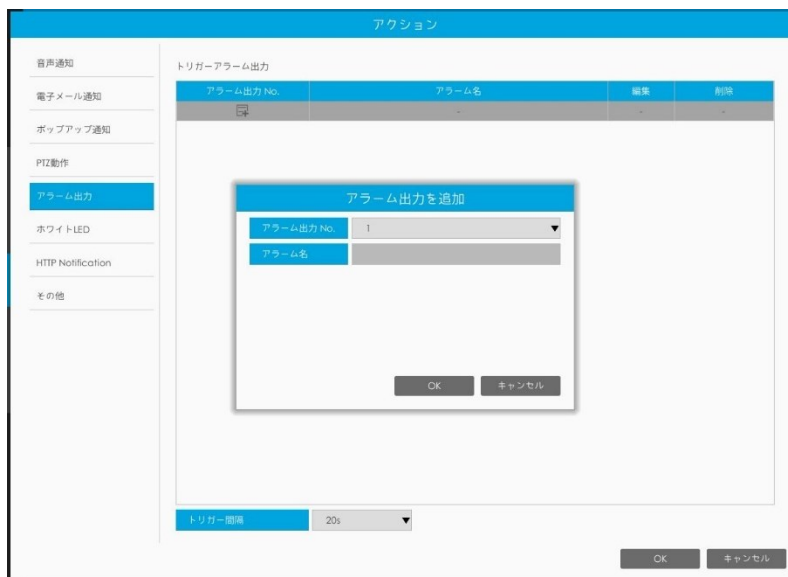 アクション
音声通知
電子メール通知
ポップアップ通知
PTZ動作
アラーム出力
ホワイトLED
HTTP Notification
その他
トリガーアラーム出力
アラーム出力 No. アラーム名 編集 削除
- - -
アラーム出力を追加
アラーム出力 No. 1
アラーム名
OK キャンセル
トリガー間隔 20s
OK キャンセル